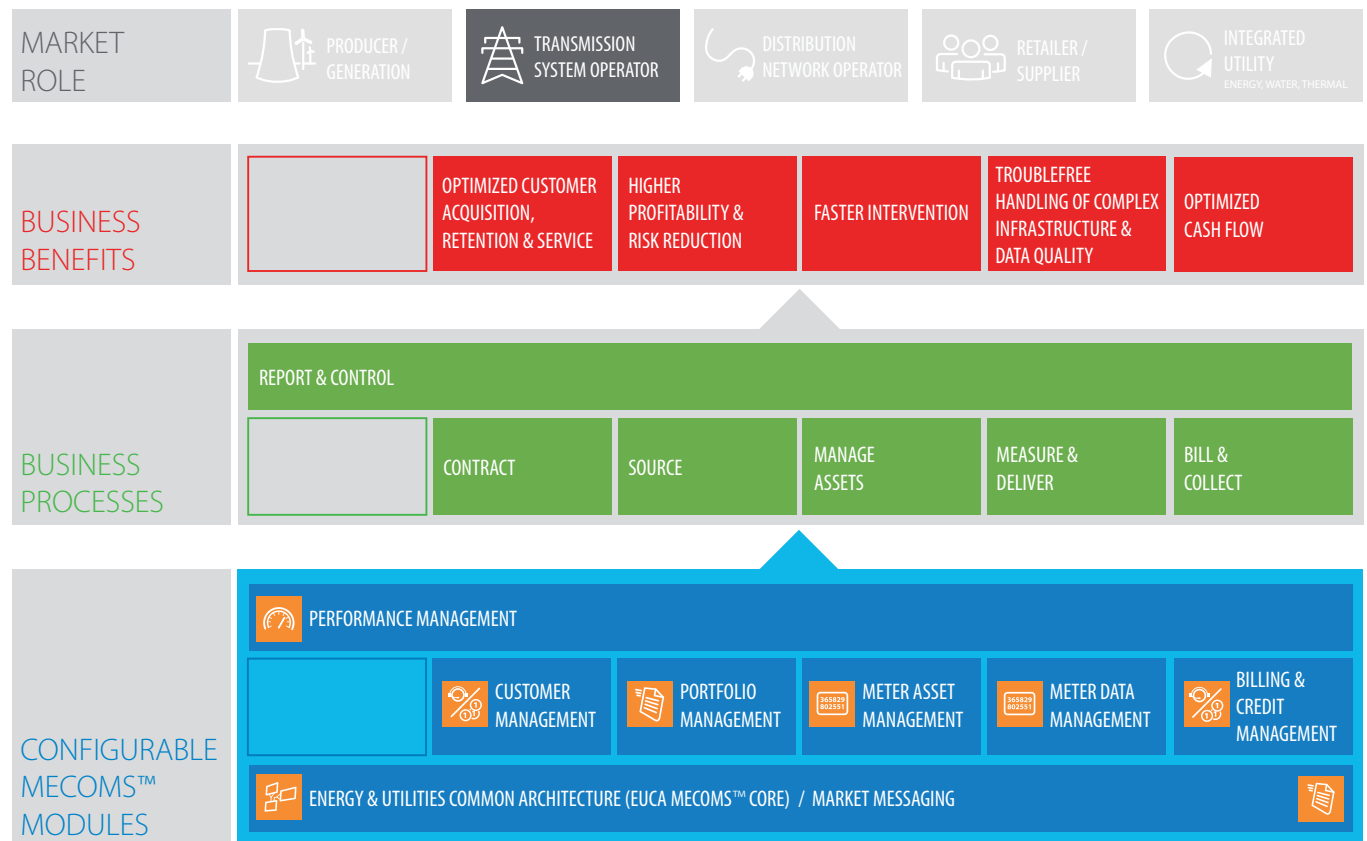 MARKET
ROLE
PRODUCER /
GENERATION
TRANSMISSION
SYSTEM OPERATOR
DISTRIBUTION
NETWORK OPERATOR
RETAILER /
SUPPLIER
INTEGRATED
UTILITY
ENERGY, WATER, THERMAL
BUSINESS
BENEFITS
OPTIMIZED CUSTOMER
ACQUISITION,
RETENTION & SERVICE
HIGHER
PROFITABILITY &
RISK REDUCTION
FASTER INTERVENTION
TROUBLEFREE
HANDLING OF COMPLEX
INFRASTRUCTURE &
DATA QUALITY
OPTIMIZED
CASH FLOW
BUSINESS
PROCESSES
REPORT & CONTROL
CONTRACT
SOURCE
MANAGE
ASSETS
MEASURE &
DELIVER
BILL &
COLLECT
CONFIGURABLE
MECOMS™
MODULES
PERFORMANCE MANAGEMENT
CUSTOMER
MANAGEMENT
PORTFOLIO
MANAGEMENT
365829
802551
METER ASSET
MANAGEMENT
365829
802551
METER DATA
MANAGEMENT
BILLING &
CREDIT
MANAGEMENT
ENERGY & UTILITIES COMMON ARCHITECTURE (EUCA MECOMS™ CORE) / MARKET MESSAGING